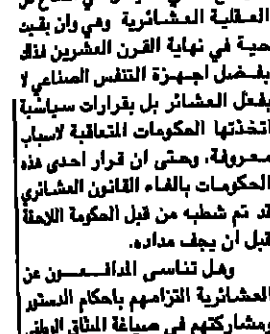 العقلية العشائرية وهي وان بقيت
حية في نهاية القرن العشرين فذلك
بفضل اجهزة التنفس الصناعي لا
بفعل العشائر بل بقرارات سياسية
اتخذتها الحكومات المتعاقبة لاسباب
معروفة، وحتى ان قرار احدى هذه
الحكومات بالغاء القانون العشائري
قد تم شطبه من قبل الحكومة اللاحقة
قبل ان يجف مداده.
وهل تناسى المدافعون عن
العشائرية التزامهم باحكام الدستور
ومشاركتهم في صياغة الميثاق الوطني